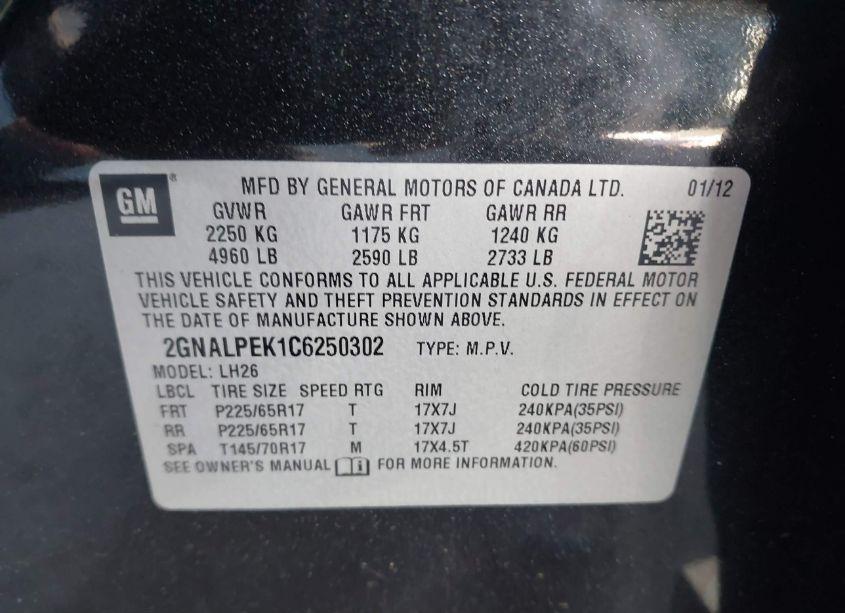 GM ® MFD BY GENERAL MOTORS OF CANADA LTD. 01/12
GVWR GAWR FRT GAWR RR
2250 KG 1175 KG 1240 KG
4960 LB 2590 LB 2733 LB
THIS VEHICLE CONFORMS TO ALL APPLICABLE U.S. FEDERAL MOTOR
VEHICLE SAFETY AND THEFT PREVENTION STANDARDS IN EFFECT ON
THE DATE OF MANUFACTURE SHOWN ABOVE.
2GNALPEK1C6250302 TYPE: M.P.V.
MODEL: LH26
LBCL TIRE SIZE SPEED RTG RIM COLD TIRE PRESSURE
FRT P225/65R17 T 17X7J 240KPA(35PSI)
RR P225/65R17 T 17X7J 240KPA(35PSI)
SPA T145/70R17 M 17X4.5T 420KPA(60PSI)
SEE OWNER'S MANUAL FOR MORE INFORMATION.